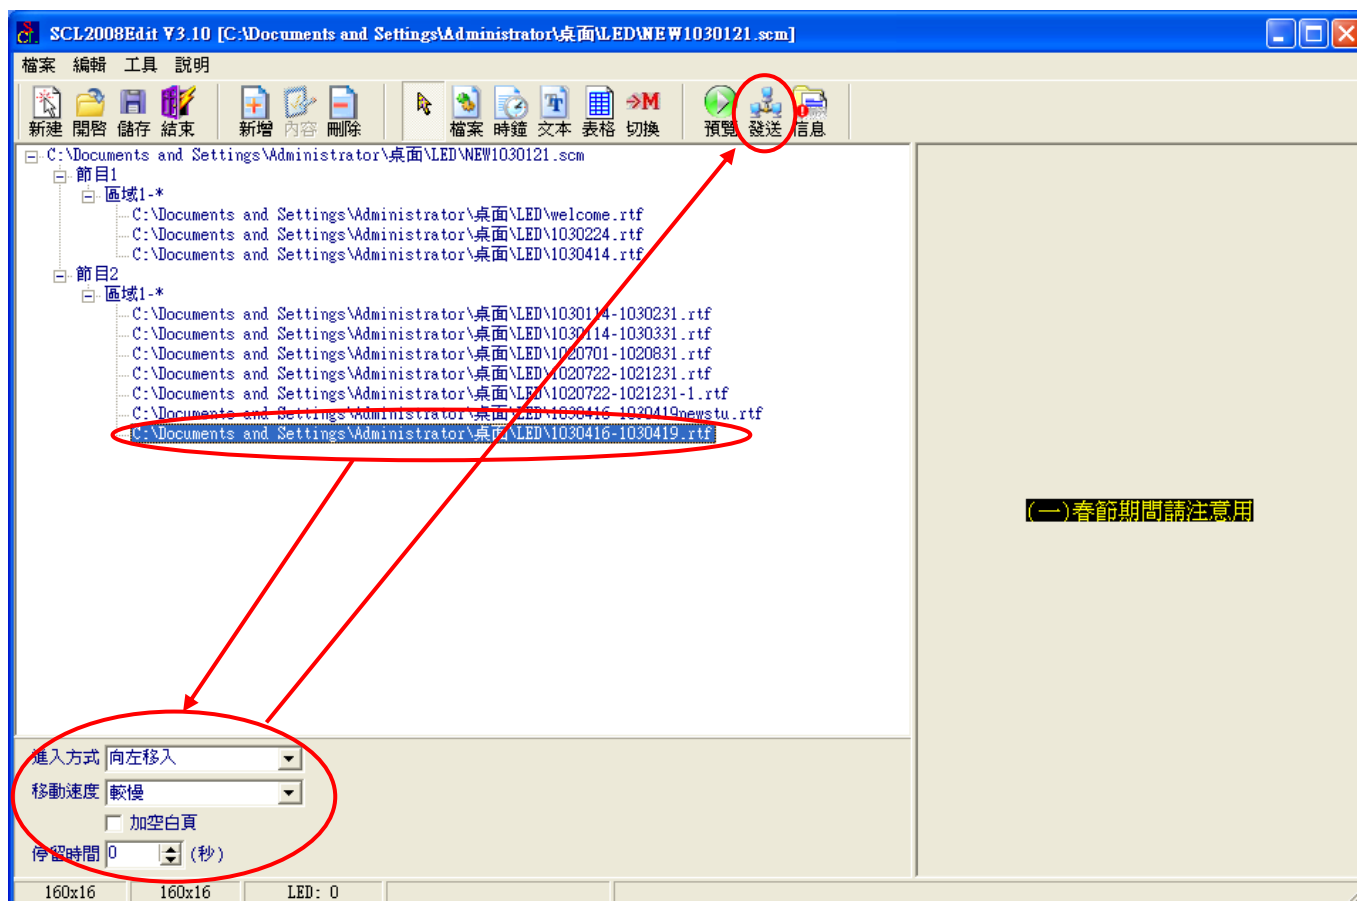 SCL2008Edit V3.10 [C:\Documents and Settings\Administrator\桌面\LED\NEW1030121.scm]
檔案 編輯 工具 說明
新建 開啓 儲存 結束 新增 內容 刪除 檔案 時鐘 文本 表格 切換 預覽 發送 信息
C:\Documents and Settings\Administrator\桌面\LED\NEW1030121.scm
節目1
區域1-*
C:\Documents and Settings\Administrator\桌面\LED\welcome.rtf
C:\Documents and Settings\Administrator\桌面\LED\1030224.rtf
C:\Documents and Settings\Administrator\桌面\LED\1030414.rtf
節目2
區域1-*
C:\Documents and Settings\Administrator\桌面\LED\1030114-1030231.rtf
C:\Documents and Settings\Administrator\桌面\LED\1030114-1030331.rtf
C:\Documents and Settings\Administrator\桌面\LED\1020701-1020831.rtf
C:\Documents and Settings\Administrator\桌面\LED\1020722-1021231.rtf
C:\Documents and Settings\Administrator\桌面\LED\1020722-1021231-1.rtf
C:\Documents and Settings\Administrator\桌面\LED\1030416-1030419newstu.rtf
C:\Documents and Settings\Administrator\桌面\LED\1030416-1030419.rtf
(一)春節期間請注意用
進入方式 向左移入
移動速度 較慢
加空白頁
停留時間 0 (秒)
160x16 160x16 LED: 0